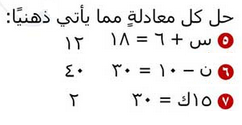 حل كل معادلةٍ مما يأتي ذهنيًّا:
٥ س + ٦ = ١٨ ١٢
٦ ن − ١٠ = ٣٠ ٤٠
٧ ١٥ك = ٣٠ ٢